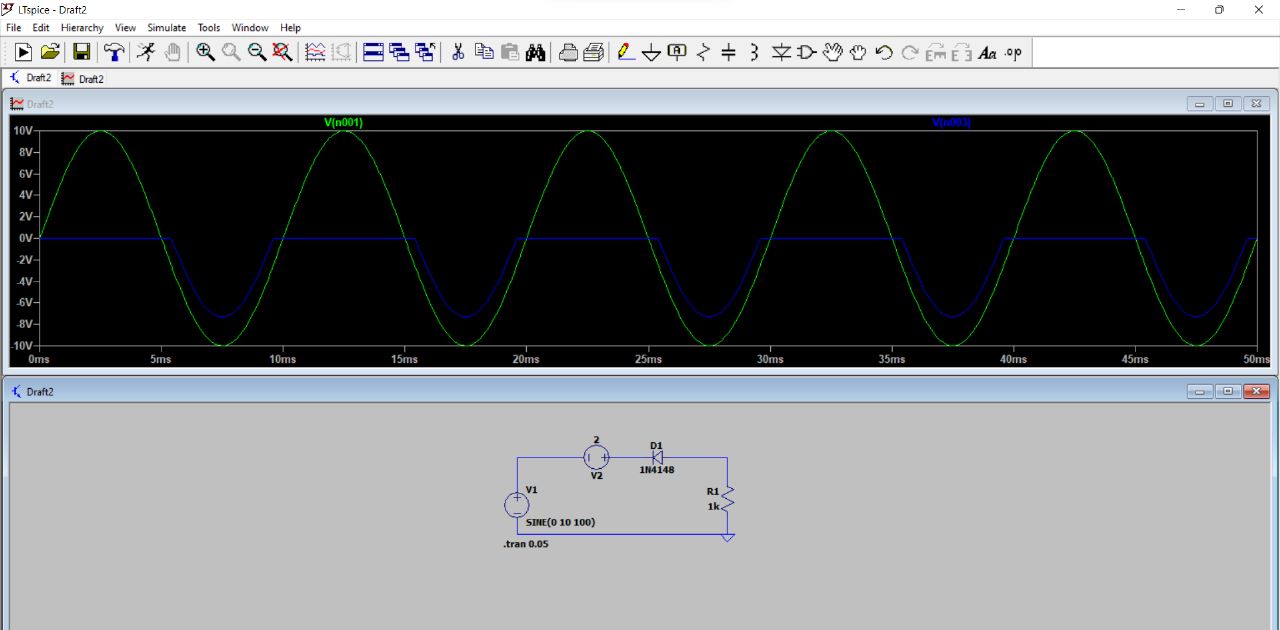 LTspice - Draft2
File Edit Hierarchy View Simulate Tools Window Help
Aa .op
Draft2 Draft2
Draft2
V(n001) V(n003)
10V
8V
6V
4V
2V
0V
-2V
-4V
-6V
-8V
-10V
0ms 5ms 10ms 15ms 20ms 25ms 30ms 35ms 40ms 45ms 50ms
Draft2
2
V2
D1
1N4148
V1
SINE(0 10 100)
R1
1k
.tran 0.05